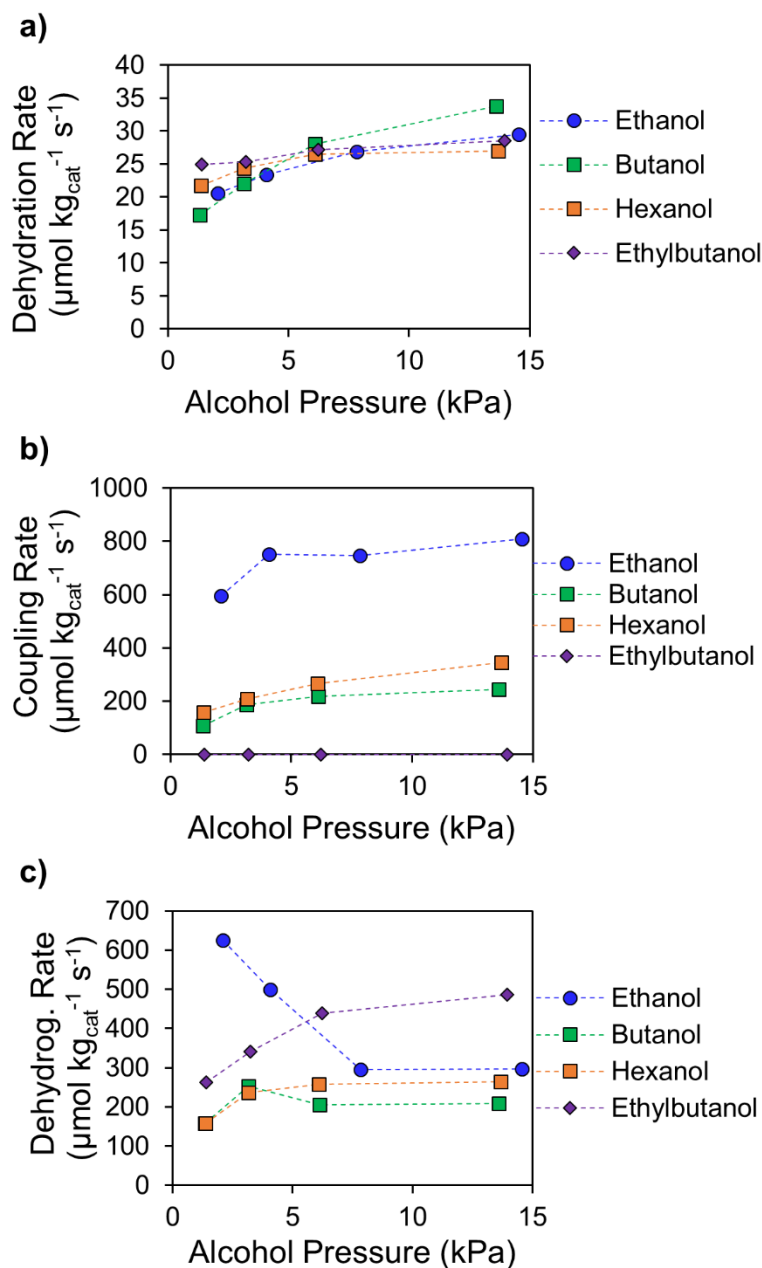 a)
Dehydration Rate
(µmol kgcat⁻¹ s⁻¹)
40
35
30
25
20
15
10
5
0
0 5 10 15
Alcohol Pressure (kPa)
Ethanol
Butanol
Hexanol
Ethylbutanol
b)
Coupling Rate
(µmol kgcat⁻¹ s⁻¹)
1000
800
600
400
200
0
0 5 10 15
Alcohol Pressure (kPa)
Ethanol
Butanol
Hexanol
Ethylbutanol
c)
Dehydrog. Rate
(µmol kgcat⁻¹ s⁻¹)
700
600
500
400
300
200
100
0
0 5 10 15
Alcohol Pressure (kPa)
Ethanol
Butanol
Hexanol
Ethylbutanol